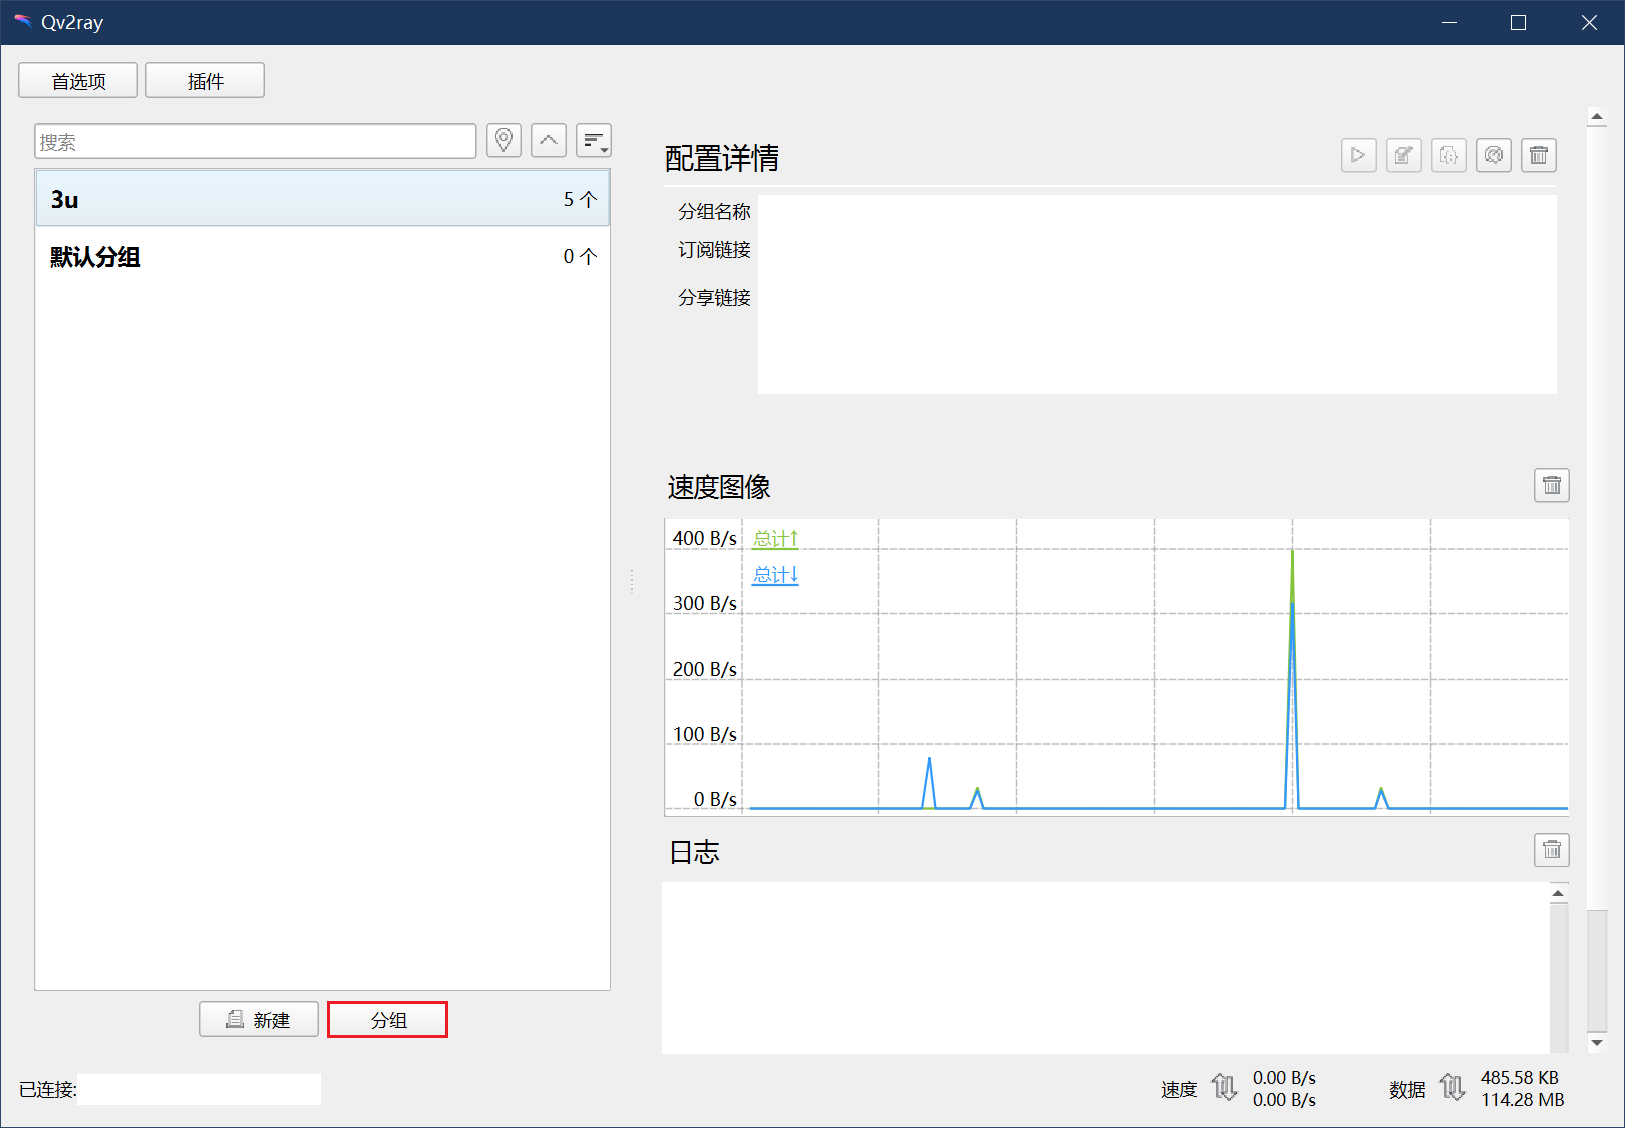 Qv2ray
首选项
插件
搜索
3u
5 个
默认分组
0 个
新建
分组
配置详情
分组名称
订阅链接
分享链接
速度图像
400 B/s
300 B/s
200 B/s
100 B/s
0 B/s
总计↑
总计↓
日志
已连接:
速度
0.00 B/s
0.00 B/s
数据
485.58 KB
114.28 MB